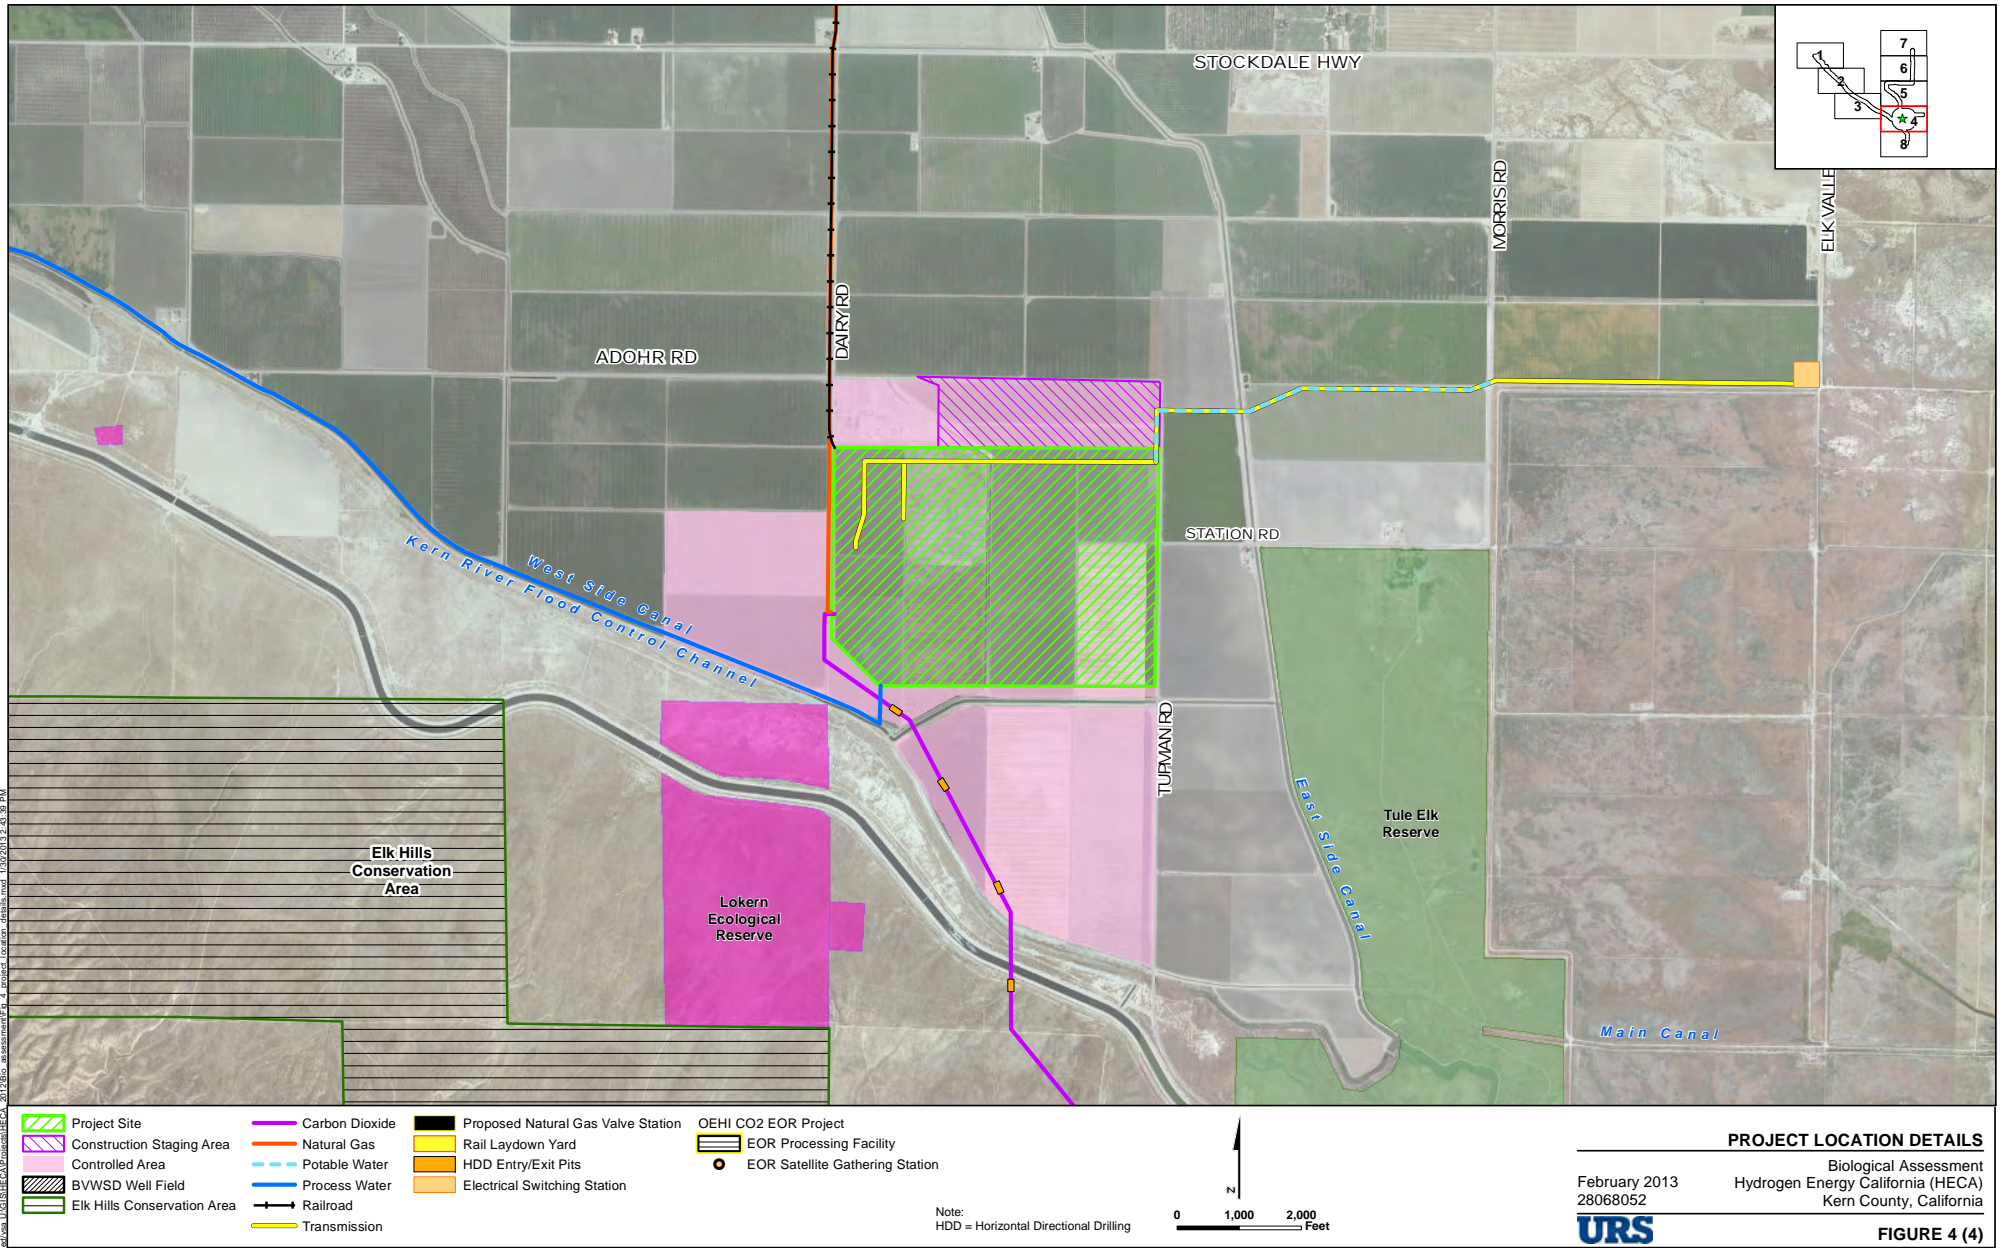 STOCKDALE HWY
7
1
6
2
5
3
4
8
MORRIS RD
ELK VALLE
DAIRY RD
ADOHR RD
STATION RD
West Side Canal
Kern River Flood Control Channel
TUPMAN RD
East Side Canal
Tule Elk
Reserve
Elk Hills
Conservation
Area
Lokern
Ecological
Reserve
Main Canal
Project Site
Construction Staging Area
Controlled Area
BVWSD Well Field
Elk Hills Conservation Area
Carbon Dioxide
Natural Gas
Potable Water
Process Water
Railroad
Transmission
Proposed Natural Gas Valve Station
Rail Laydown Yard
HDD Entry/Exit Pits
Electrical Switching Station
OEHI CO2 EOR Project
EOR Processing Facility
EOR Satellite Gathering Station
Note:
HDD = Horizontal Directional Drilling
N
0 1,000 2,000
Feet
PROJECT LOCATION DETAILS
Biological Assessment
February 2013 Hydrogen Energy California (HECA)
28068052 Kern County, California
URS FIGURE 4 (4)